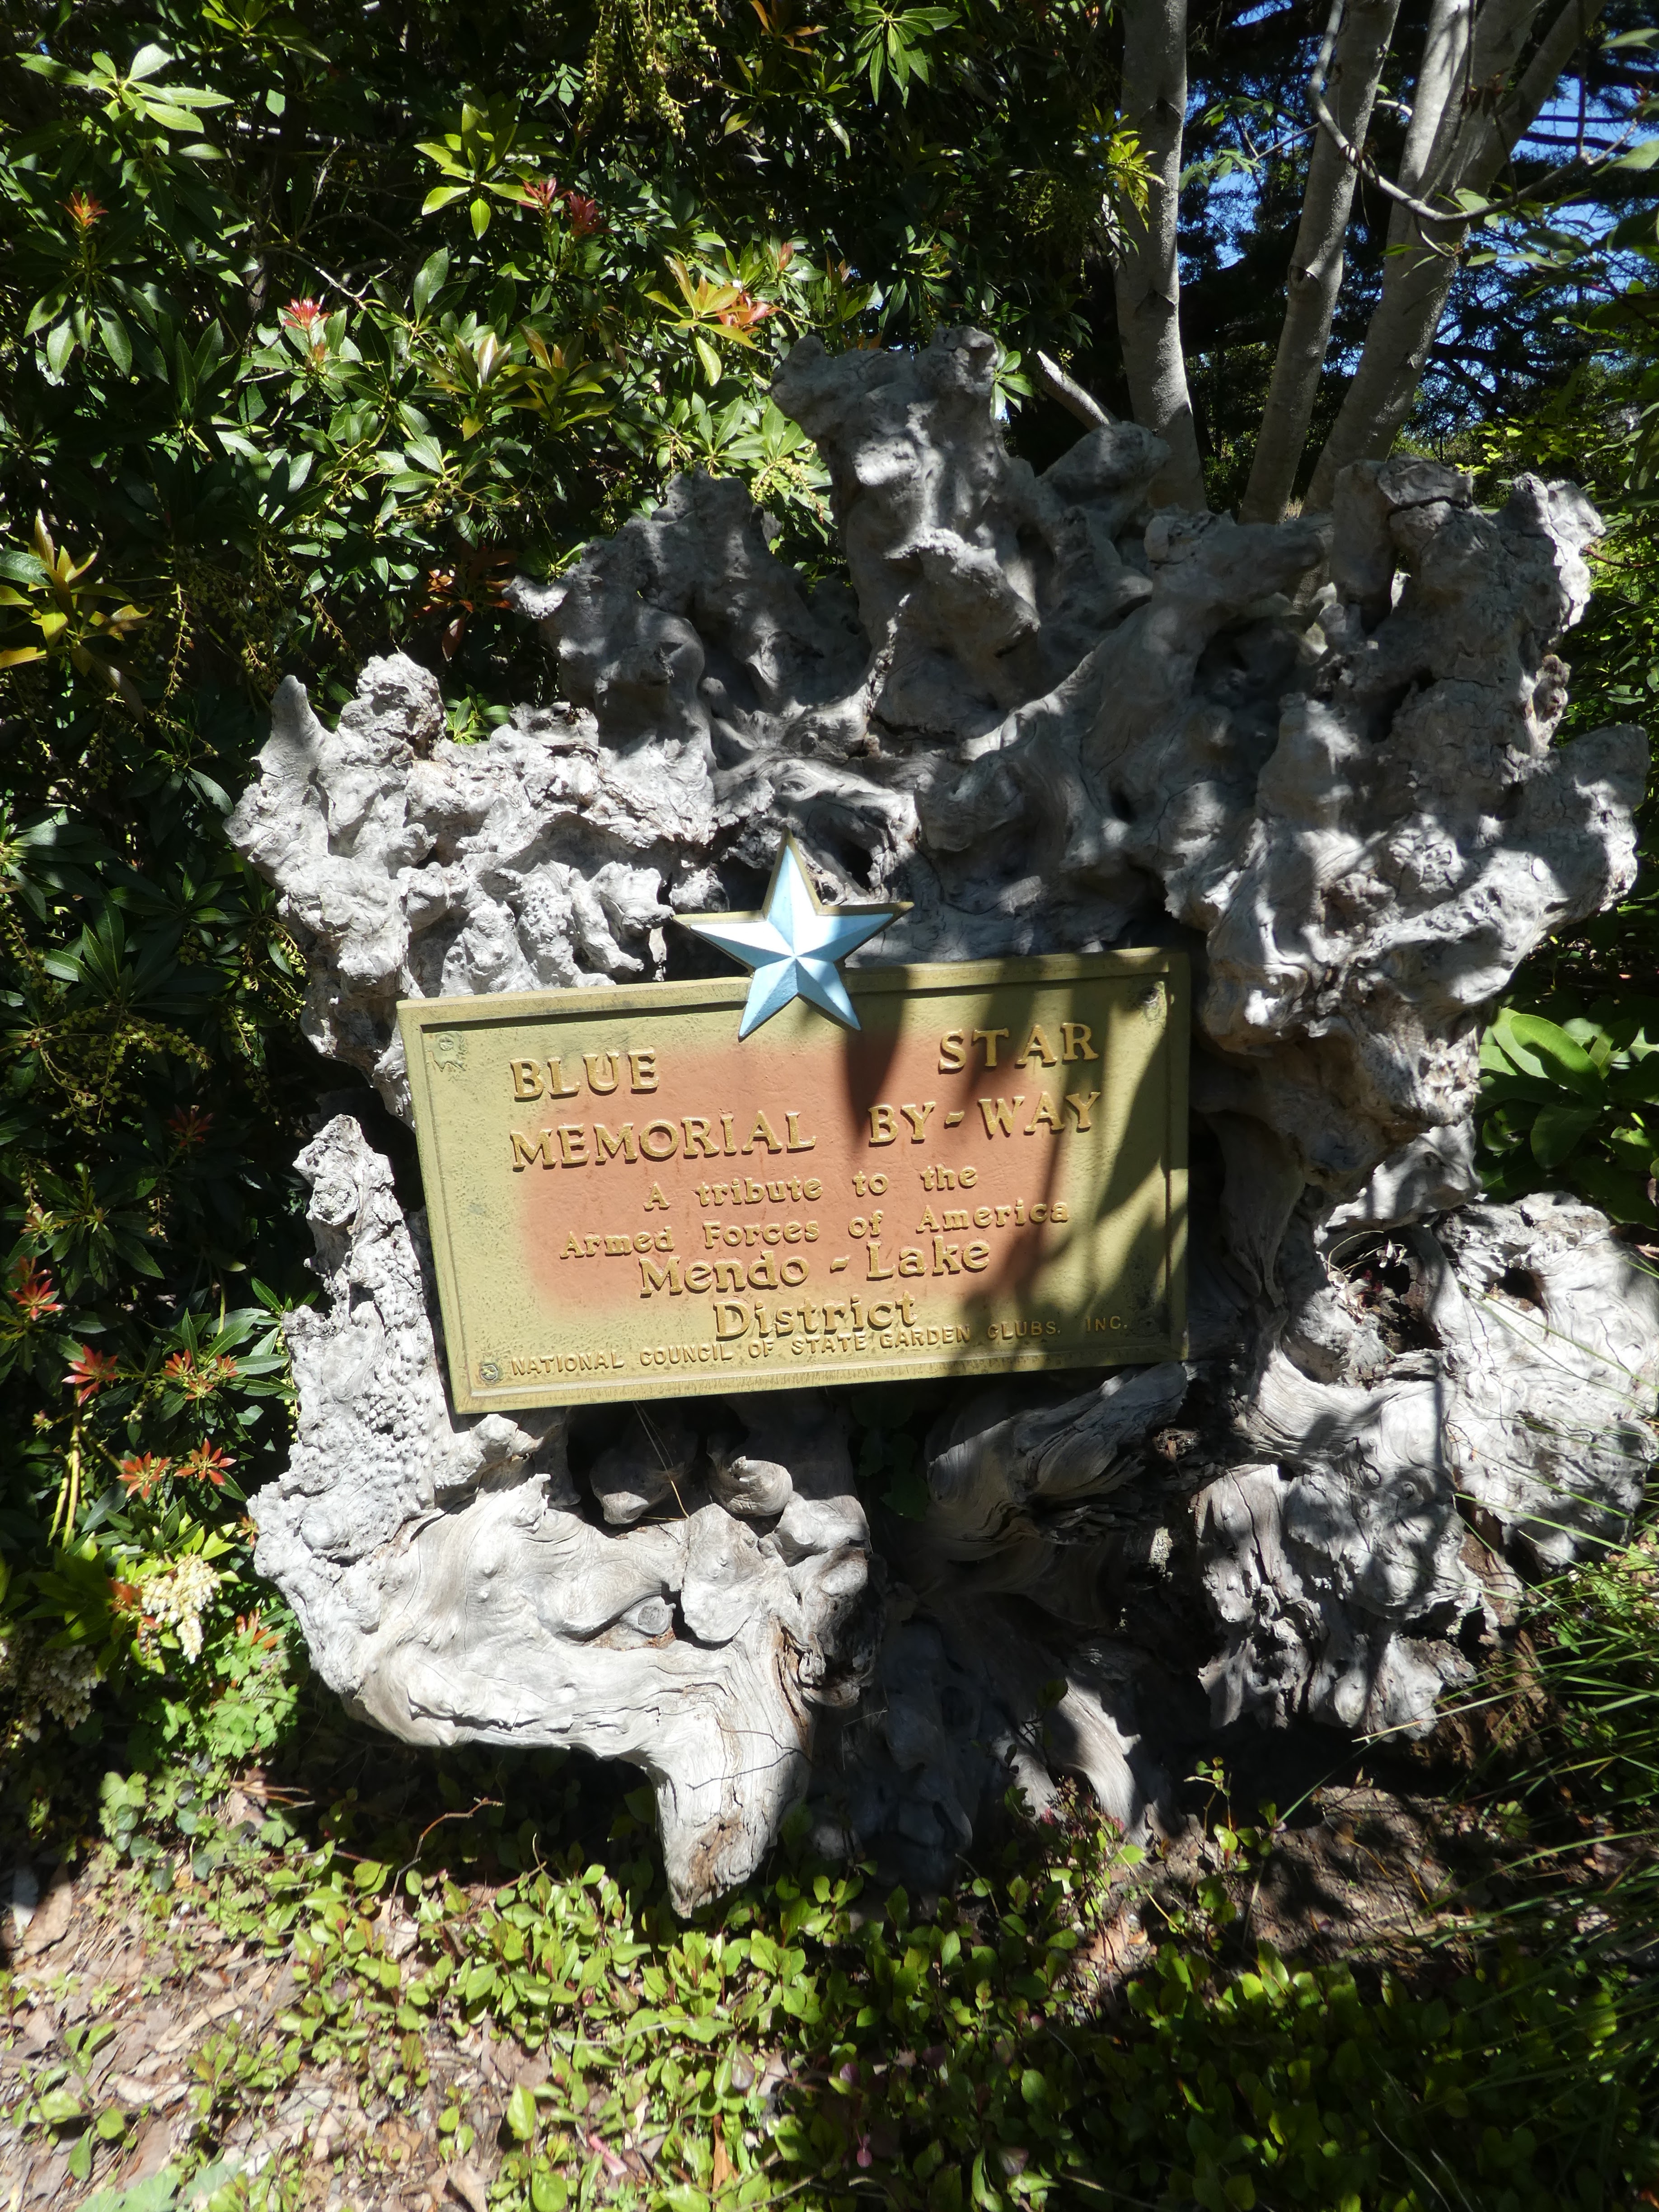 BLUE STAR
MEMORIAL BY-WAY
A tribute to the
Armed Forces of America
Mendo - Lake
District
NATIONAL COUNCIL OF STATE GARDEN CLUBS, INC.